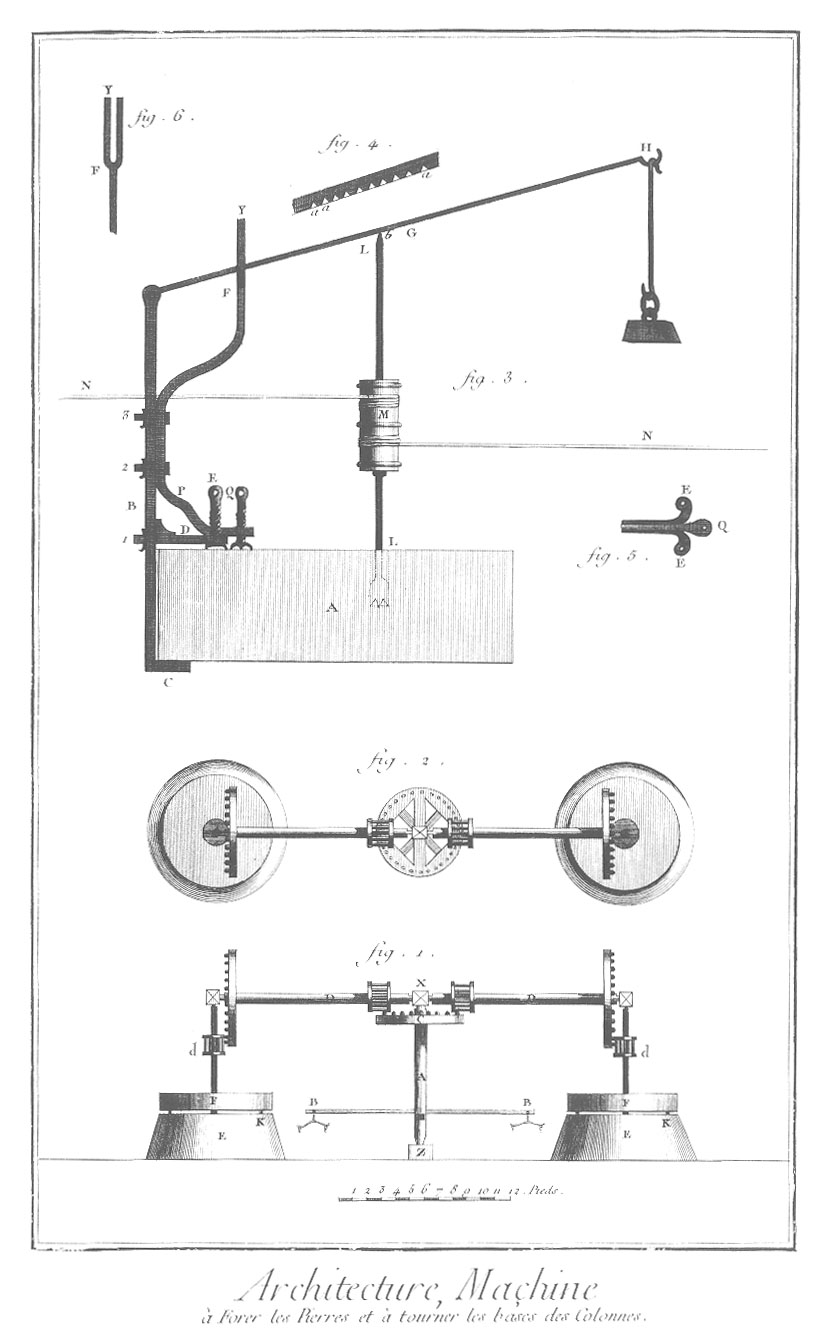 Y
fig. 6.
F
fig. 4.
a a
a
H
Y
L b G
F
N
fig. 3.
3
M
N
2
P E Q
B
E
Q
1 D
L
fig. 5.
E
A
C
fig. 2.
fig. 1.
X
D D
C
d d
A
F B B F
K K
E E
Z
1 2 3 4 5 6 7 8 9 10 11 12. Pieds.
Architecture, Machine
à Forer les Pierres et à tourner les bases des Colonnes.